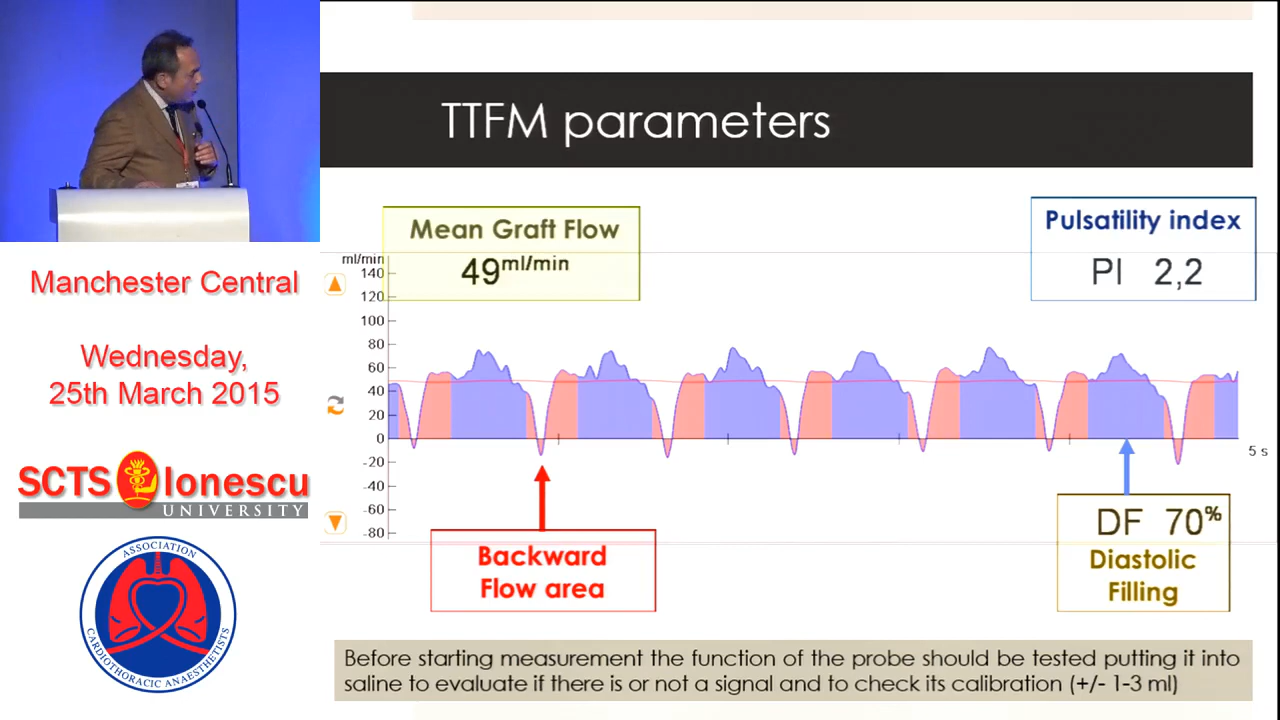 TTFM parameters
Mean Graft Flow
49ml/min
Pulsatility index
PI 2,2
ml/min
140
120
100
80
60
40
20
0
-20
-40
-60
-80
5 s
Backward
Flow area
DF 70%
Diastolic
Filling
Before starting measurement the function of the probe should be tested putting it into
saline to evaluate if there is or not a signal and to check its calibration (+/- 1-3 ml)
Manchester Central
Wednesday,
25th March 2015
SCTS Ionescu
UNIVERSITY
ASSOCIATION
CARDIOTHORACIC ANAESTHETISTS